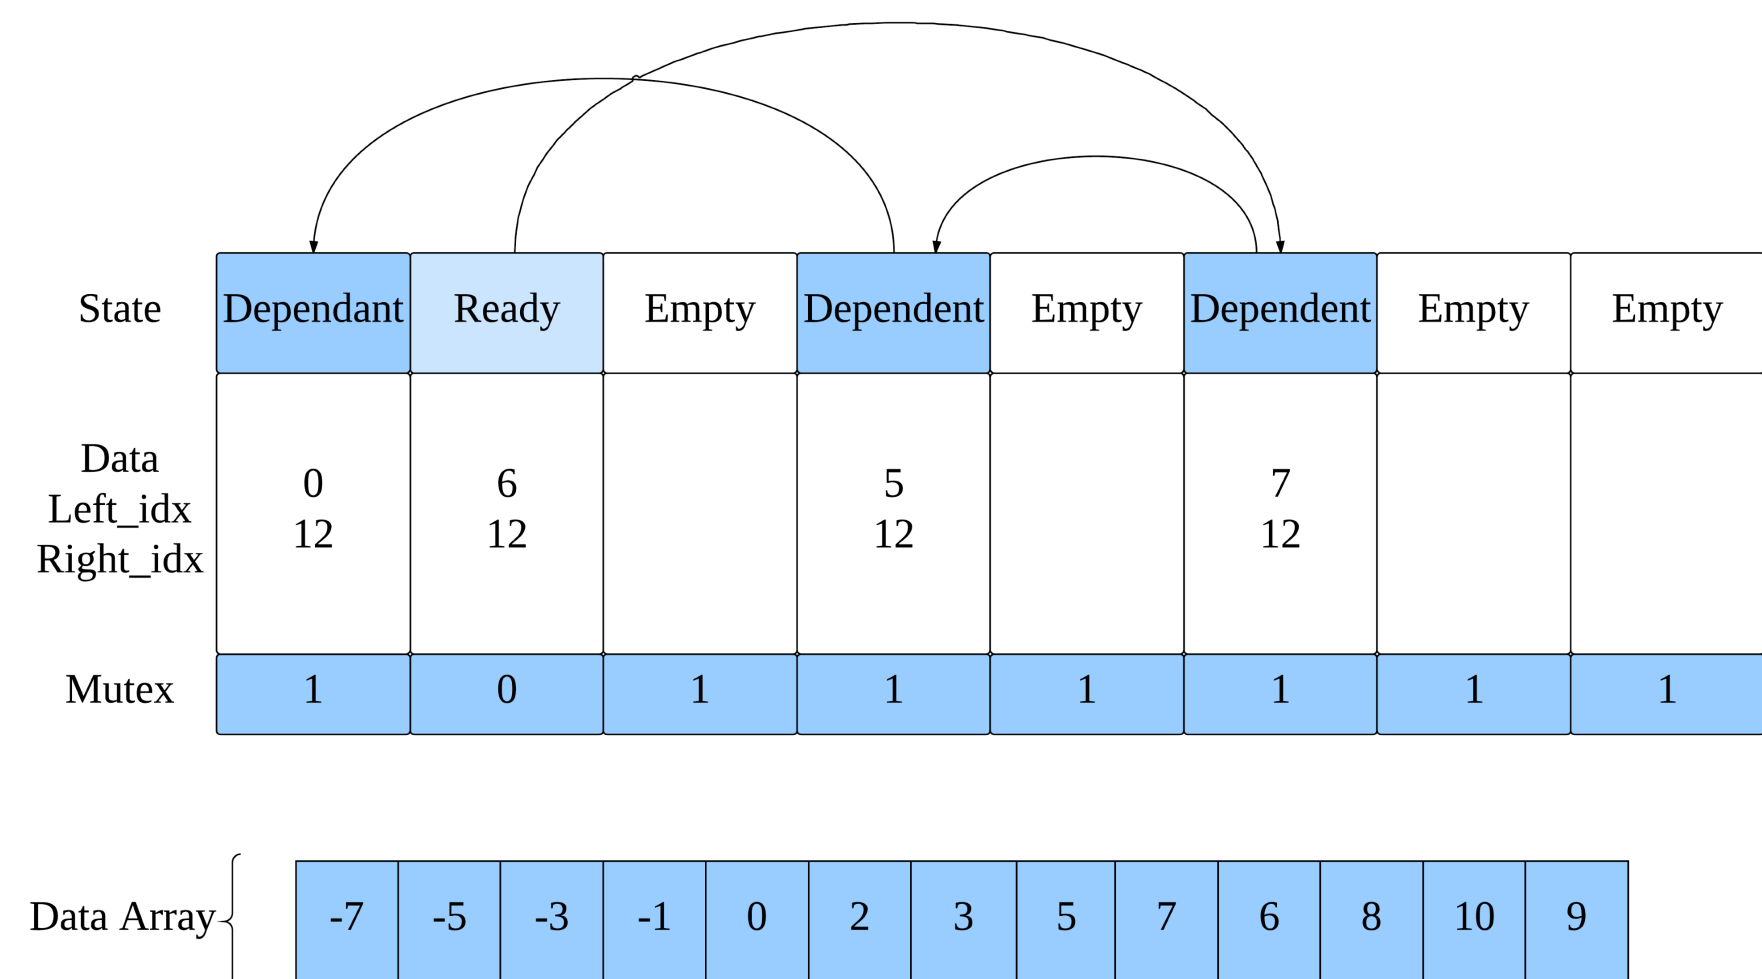 State Dependant Ready Empty Dependent Empty Dependent Empty Empty
Data
Left_idx
Right_idx
0 6 5 7
12 12 12 12
Mutex 1 0 1 1 1 1 1 1
Data Array -7 -5 -3 -1 0 2 3 5 7 6 8 10 9